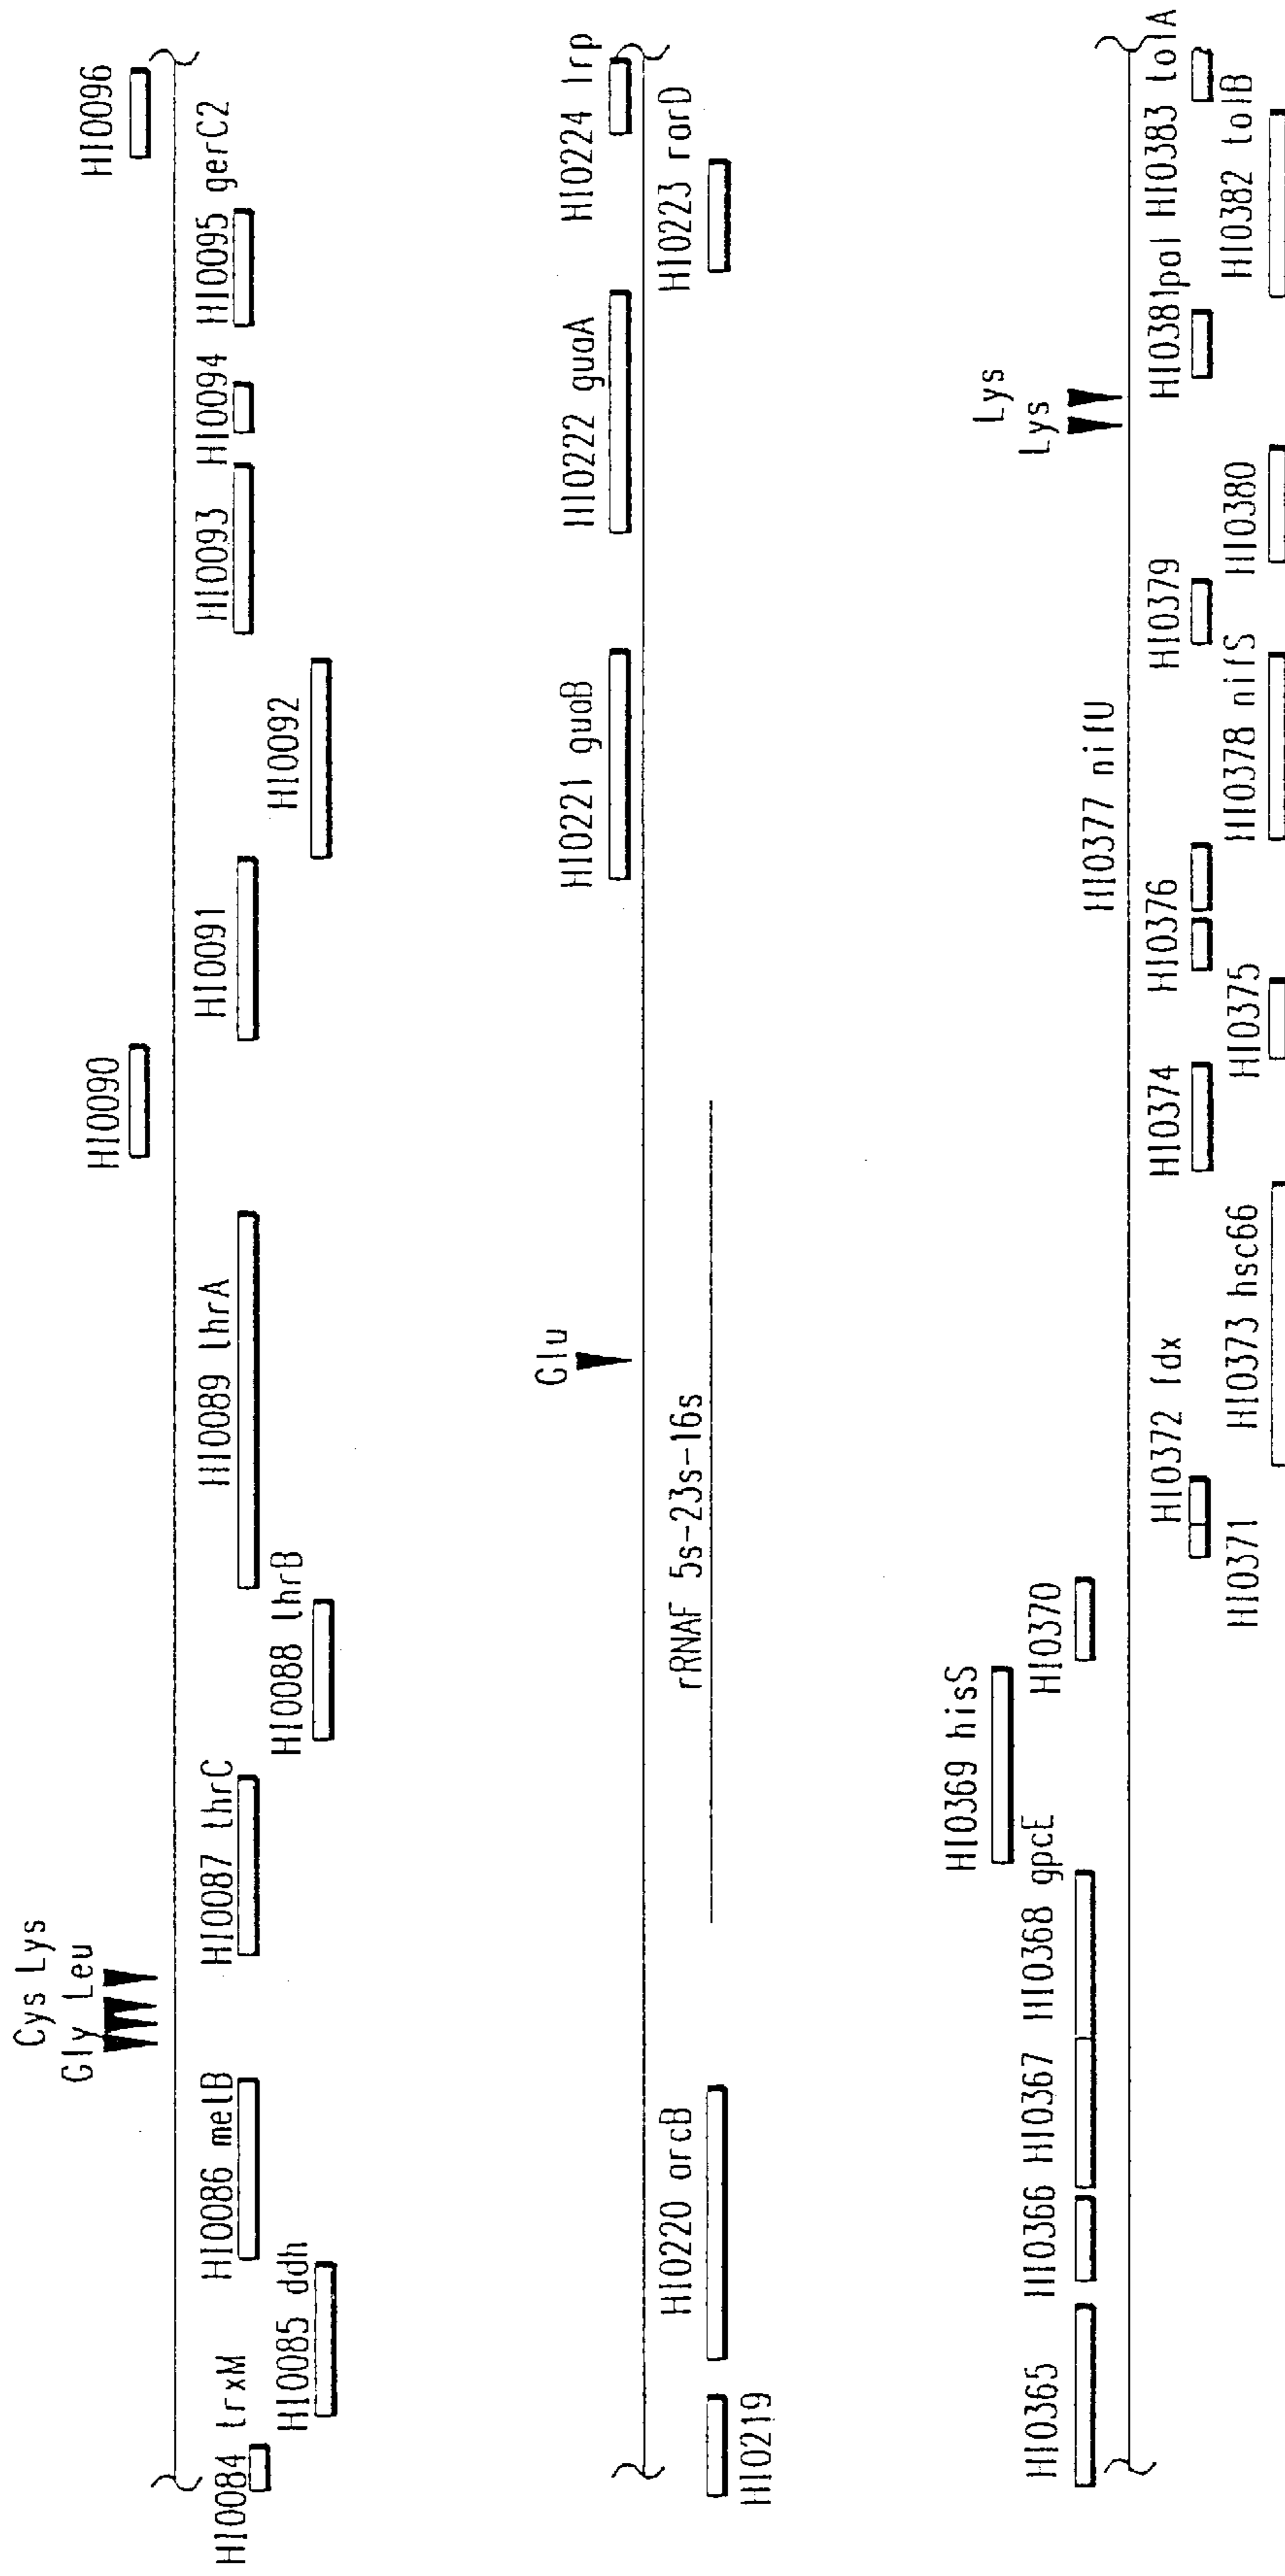 Cys Lys
Gly Leu
HI0090
HI0096
HI0084 trxM
HI0086 metB
HI0087 thrC
HI0089 thrA
HI0091
HI0093
HI0094
HI0095 gerC2
HI0085 ddh
HI0088 thrB
HI0092
Glu
HI0221 guaB
HI0222 guaA
HI0224 lrp
HI0220 arcB
rRNAF 5s-23s-16s
HI0223 rarD
HI0219
HI0369 hisS
Lys
Lys
HI0365
HI0366
HI0367
HI0368 gpcE
HI0370
HI0377 nifU
HI0372 fdx
HI0374
HI0376
HI0379
HI0381pal
HI0383 tolA
HI0371
HI0373 hsc66
HI0375
HI0378 nifS
HI0380
HI0382 tolB